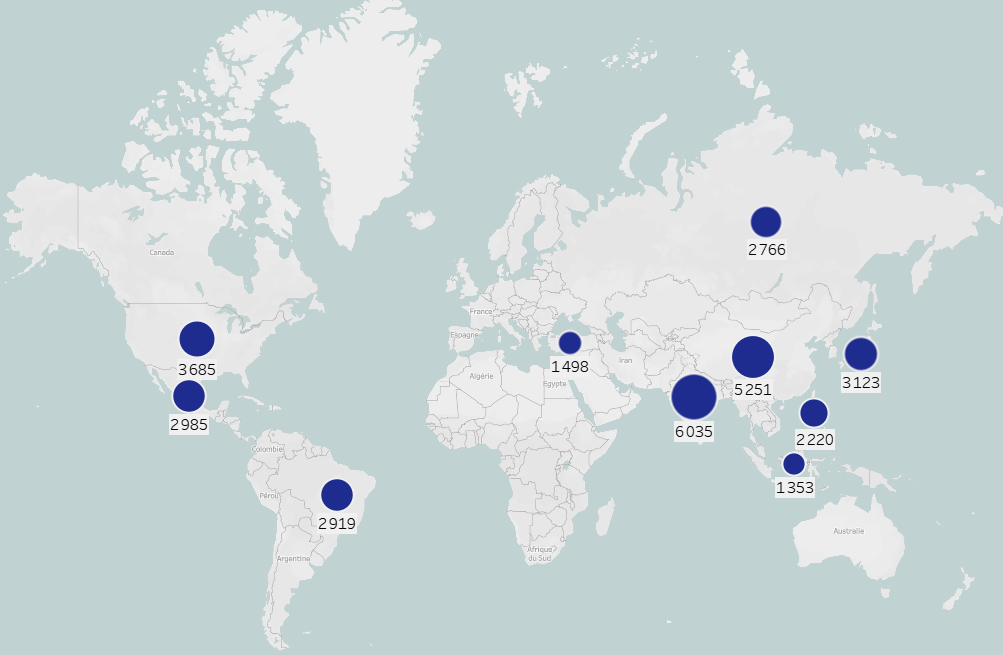 Canada
2766
France
Espagne
3685
1498
Iran
5251
3123
Algérie
Egypte
2985
6035
2220
Colombie
1353
Pérou
2919
Australie
Afrique
du Sud
Argentine